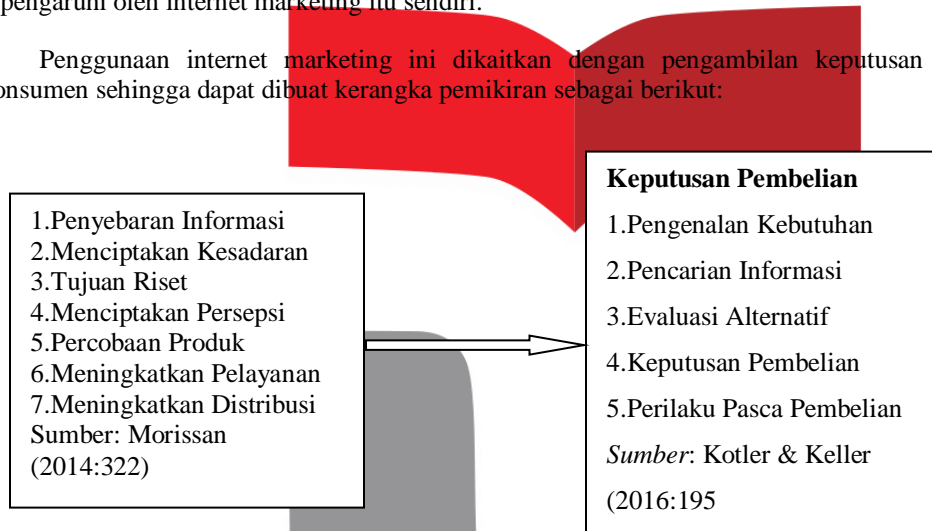 dipengaruhi oleh internet marketing itu sendiri.
Penggunaan internet marketing ini dikaitkan dengan pengambilan keputusan
onsumen sehingga dapat dibuat kerangka pemikiran sebagai berikut:
1.Penyebaran Informasi
2.Menciptakan Kesadaran
3.Tujuan Riset
4.Menciptakan Persepsi
5.Percobaan Produk
6.Meningkatkan Pelayanan
7.Meningkatkan Distribusi
Sumber: Morissan
(2014:322)
Keputusan Pembelian
1.Pengenalan Kebutuhan
2.Pencarian Informasi
3.Evaluasi Alternatif
4.Keputusan Pembelian
5.Perilaku Pasca Pembelian
Sumber: Kotler & Keller
(2016:195